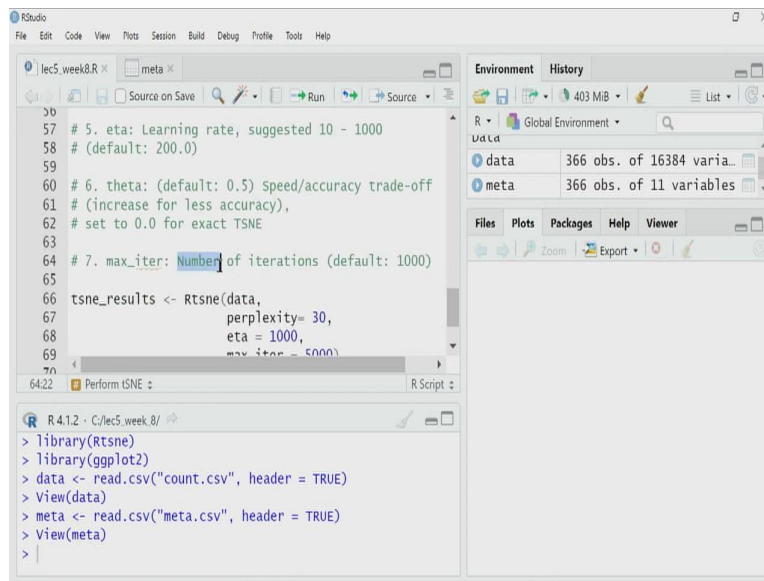 RStudio
File Edit Code View Plots Session Build Debug Profile Tools Help
lec5_week8.R
meta
Source on Save
Run
Source
56
57 # 5. eta: Learning rate, suggested 10 - 1000
58 # (default: 200.0)
59
60 # 6. theta: (default: 0.5) Speed/accuracy trade-off
61 # (increase for less accuracy),
62 # set to 0.0 for exact TSNE
63
64 # 7. max_iter: Number of iterations (default: 1000)
65
66 tsne_results <- Rtsne(data,
67 perplexity= 30,
68 eta = 1000,
69 max_iter = 5000)
70
64:22 Perform tSNE R Script
R 4.1.2 · C:/lec5_week_8/
> library(Rtsne)
> library(ggplot2)
> data <- read.csv("count.csv", header = TRUE)
> View(data)
> meta <- read.csv("meta.csv", header = TRUE)
> View(meta)
>
Environment History
403 MiB List
R Global Environment
Data
data 366 obs. of 16384 varia…
meta 366 obs. of 11 variables
Files Plots Packages Help Viewer
Zoom Export